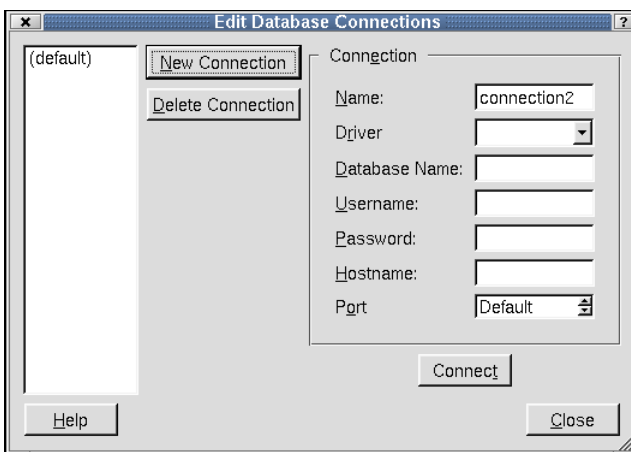 Edit Database Connections
?
(default)
New Connection
Delete Connection
Connection
Name: connection2
Driver
Database Name:
Username:
Password:
Hostname:
Port Default
Connect
Help
Close